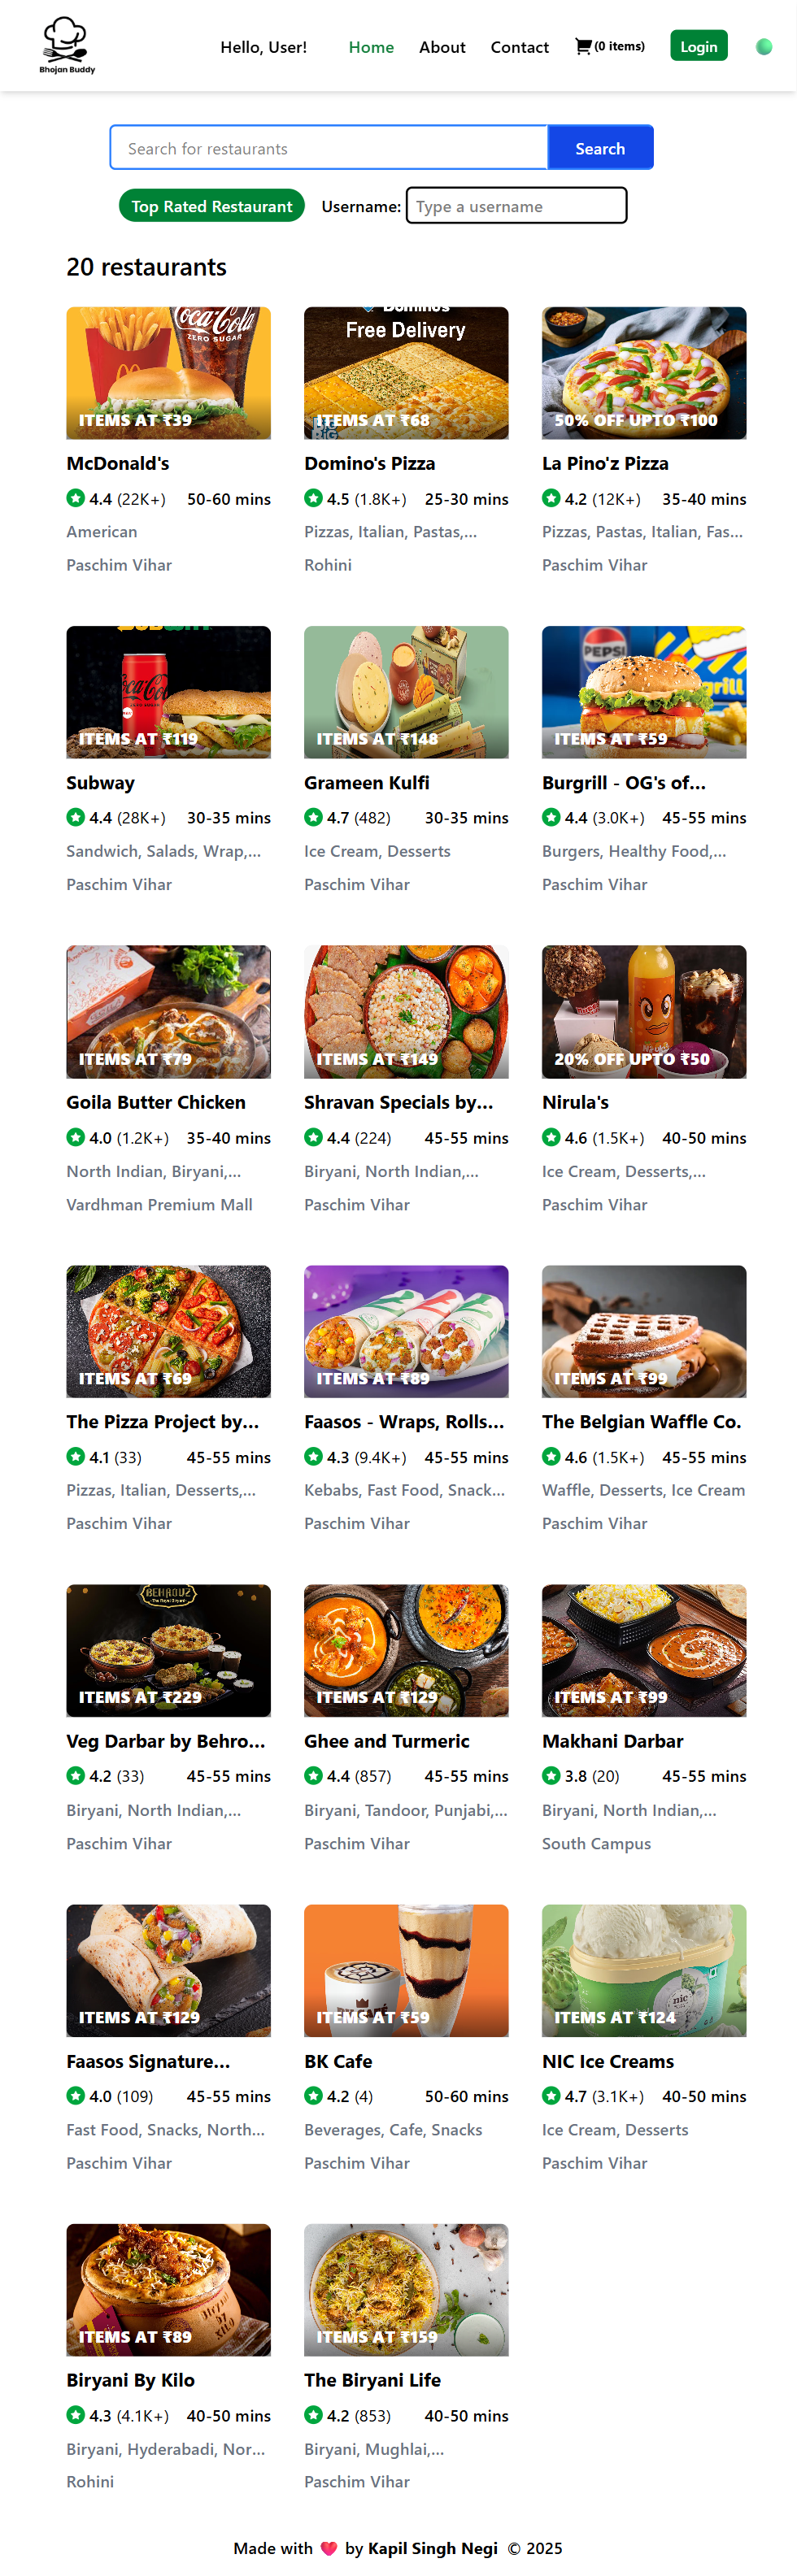 Bhojan Buddy
Hello, User!
Home
About
Contact
(0 items)
Login
Search for restaurants
Search
Top Rated Restaurant
Username:
Type a username
20 restaurants
Coca-Cola
ZERO SUGAR
ITEMS AT ₹39
McDonald's
4.4 (22K+) 50-60 mins
American
Paschim Vihar
Domino's
Free Delivery
ITEMS AT ₹68
Domino's Pizza
4.5 (1.8K+) 25-30 mins
Pizzas, Italian, Pastas,...
Rohini
50% OFF UPTO ₹100
La Pino'z Pizza
4.2 (12K+) 35-40 mins
Pizzas, Pastas, Italian, Fas...
Paschim Vihar
ITEMS AT ₹119
Subway
4.4 (28K+) 30-35 mins
Sandwich, Salads, Wrap,...
Paschim Vihar
ITEMS AT ₹148
Grameen Kulfi
4.7 (482) 30-35 mins
Ice Cream, Desserts
Paschim Vihar
PEPSI
grill
ITEMS AT ₹59
Burgrill - OG's of...
4.4 (3.0K+) 45-55 mins
Burgers, Healthy Food,...
Paschim Vihar
ITEMS AT ₹79
Goila Butter Chicken
4.0 (1.2K+) 35-40 mins
North Indian, Biryani,...
Vardhman Premium Mall
ITEMS AT ₹149
Shravan Specials by...
4.4 (224) 45-55 mins
Biryani, North Indian,...
Paschim Vihar
20% OFF UPTO ₹50
Nirula's
4.6 (1.5K+) 40-50 mins
Ice Cream, Desserts,...
Paschim Vihar
ITEMS AT ₹69
The Pizza Project by...
4.1 (33) 45-55 mins
Pizzas, Italian, Desserts,...
Paschim Vihar
ITEMS AT ₹89
Faasos - Wraps, Rolls...
4.3 (9.4K+) 45-55 mins
Kebabs, Fast Food, Snack...
Paschim Vihar
ITEMS AT ₹99
The Belgian Waffle Co.
4.6 (1.5K+) 45-55 mins
Waffle, Desserts, Ice Cream
Paschim Vihar
BEHROUZ
ITEMS AT ₹229
Veg Darbar by Behro...
4.2 (33) 45-55 mins
Biryani, North Indian,...
Paschim Vihar
ITEMS AT ₹129
Ghee and Turmeric
4.4 (857) 45-55 mins
Biryani, Tandoor, Punjabi,...
Paschim Vihar
ITEMS AT ₹99
Makhani Darbar
3.8 (20) 45-55 mins
Biryani, North Indian,...
South Campus
ITEMS AT ₹129
Faasos Signature...
4.0 (109) 45-55 mins
Fast Food, Snacks, North...
Paschim Vihar
ITEMS AT ₹59
BK Cafe
4.2 (4) 50-60 mins
Beverages, Cafe, Snacks
Paschim Vihar
nic
ITEMS AT ₹124
NIC Ice Creams
4.7 (3.1K+) 40-50 mins
Ice Cream, Desserts
Paschim Vihar
ITEMS AT ₹89
Biryani By Kilo
4.3 (4.1K+) 40-50 mins
Biryani, Hyderabadi, Nor...
Rohini
ITEMS AT ₹159
The Biryani Life
4.2 (853) 40-50 mins
Biryani, Mughlai,...
Paschim Vihar
Made with ❤ by Kapil Singh Negi © 2025